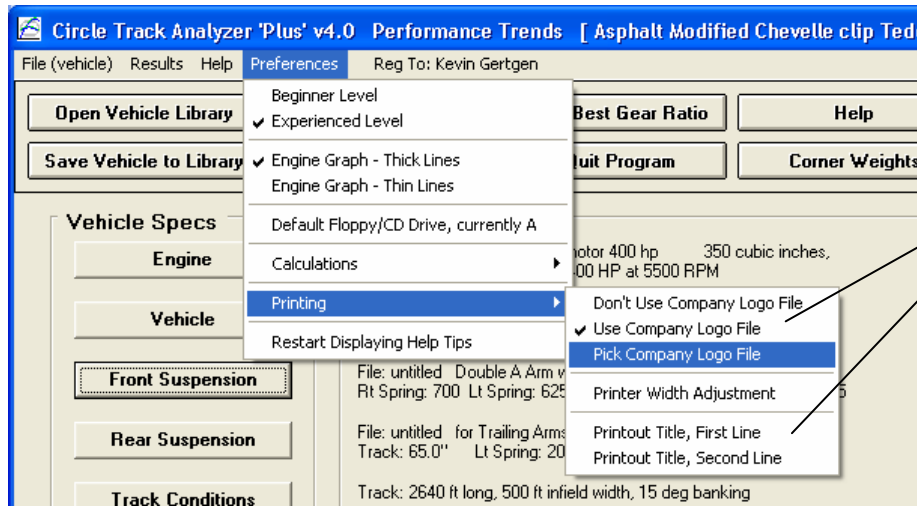 Circle Track Analyzer 'Plus' v4.0 Performance Trends [ Asphalt Modified Chevelle clip
File (vehicle) Results Help Preferences Reg To: Kevin Gertgen
Open Vehicle Library
Best Gear Ratio
Help
Save Vehicle to Library
Quit Program
Corner Weights
Beginner Level
✓ Experienced Level
✓ Engine Graph - Thick Lines
Engine Graph - Thin Lines
Default Floppy/CD Drive, currently A
Calculations
Printing
Restart Displaying Help Tips
Don't Use Company Logo File
✓ Use Company Logo File
Pick Company Logo File
Printer Width Adjustment
Printout Title, First Line
Printout Title, Second Line
Vehicle Specs
Engine
Vehicle
Front Suspension
Rear Suspension
Track Conditions
400 hp 350 cubic inches,
HP at 5500 RPM
File: untitled Double A Arm
Rt Spring: 700 Lt Spring: 625
File: untitled for Trailing Arms
Track: 65.0" Lt Spring: 20
Track: 2640 ft long, 500 ft infield width, 15 deg banking